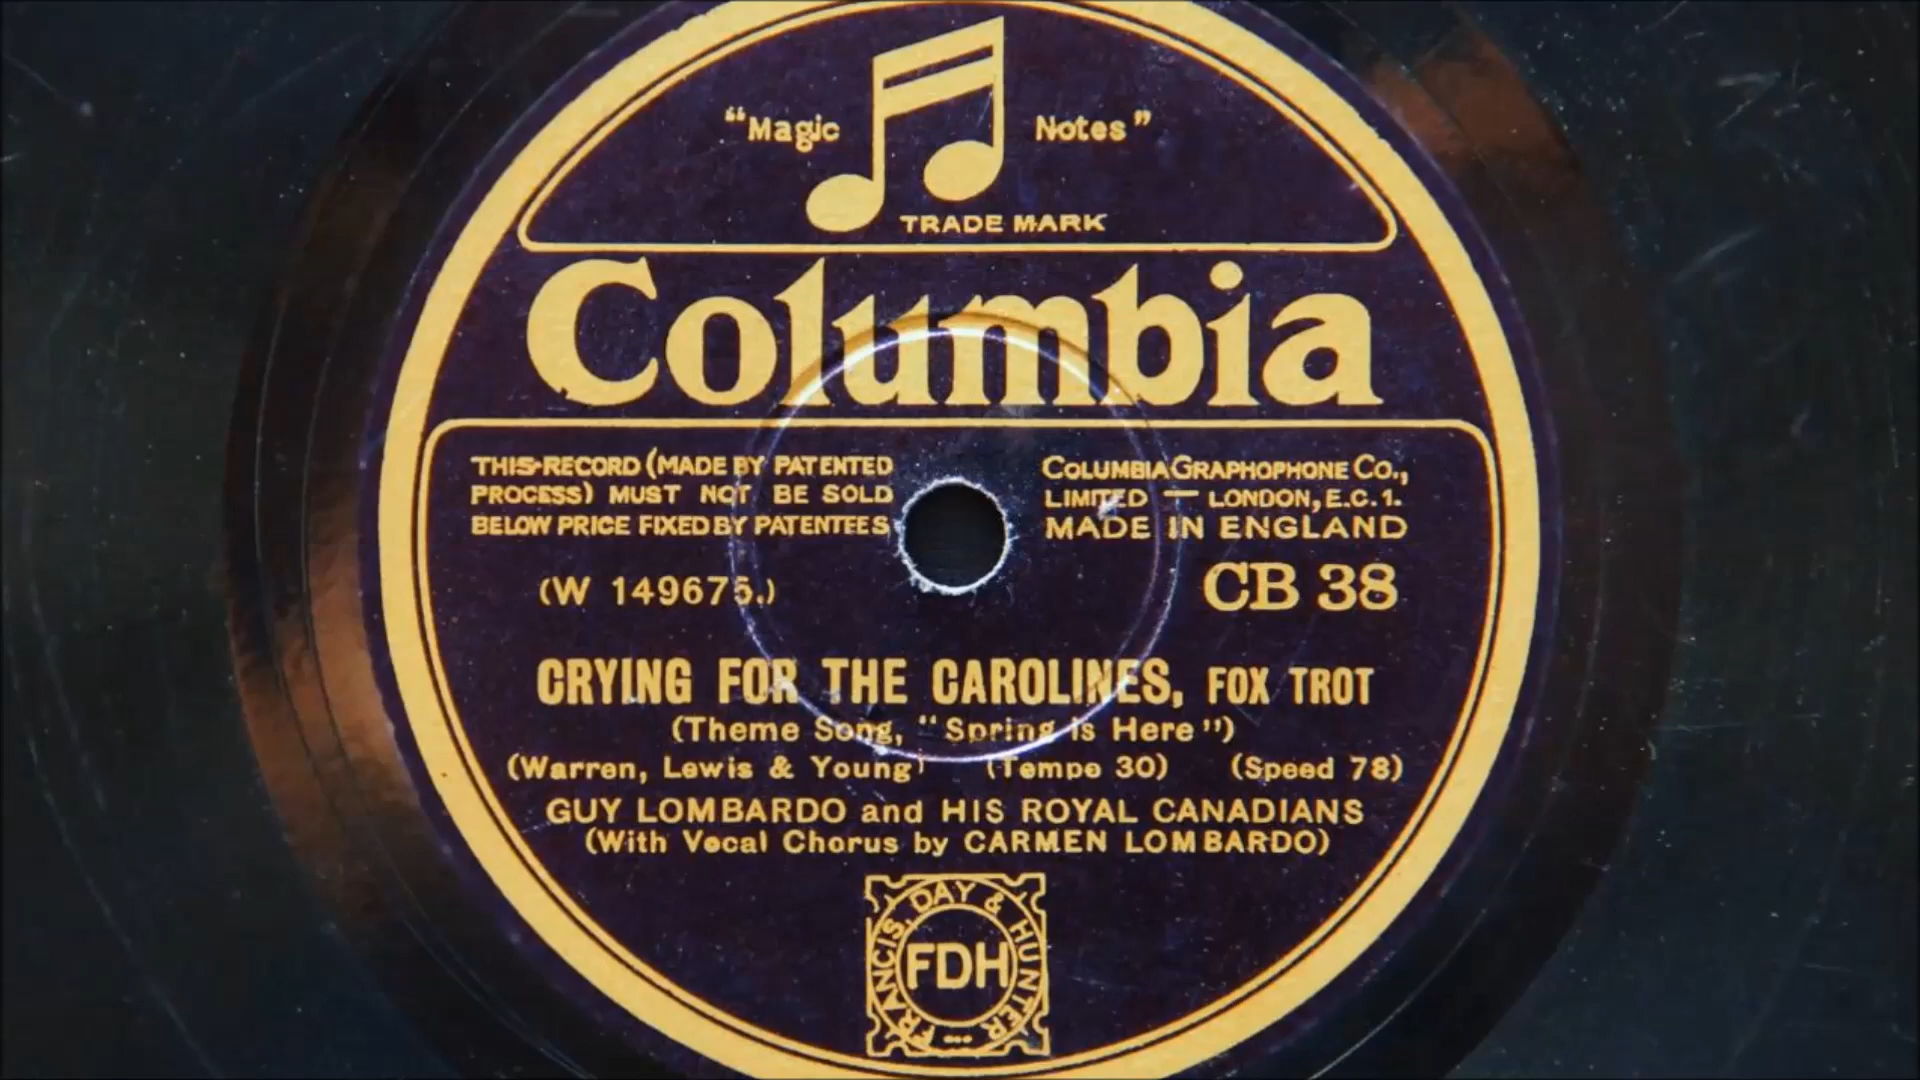 "Magic Notes"
TRADE MARK
Columbia
THIS RECORD (MADE BY PATENTED
PROCESS) MUST NOT BE SOLD
BELOW PRICE FIXED BY PATENTEES
COLUMBIA GRAPHOPHONE CO.,
LIMITED — LONDON, E.C.1.
MADE IN ENGLAND
(W 149675.)
CB 38
CRYING FOR THE CAROLINES, FOX TROT
(Theme Song, "Spring is Here")
(Warren, Lewis & Young) (Tempo 30) (Speed 78)
GUY LOMBARDO and HIS ROYAL CANADIANS
(With Vocal Chorus by CARMEN LOMBARDO)
FRANCIS, DAY & HUNTER
FDH